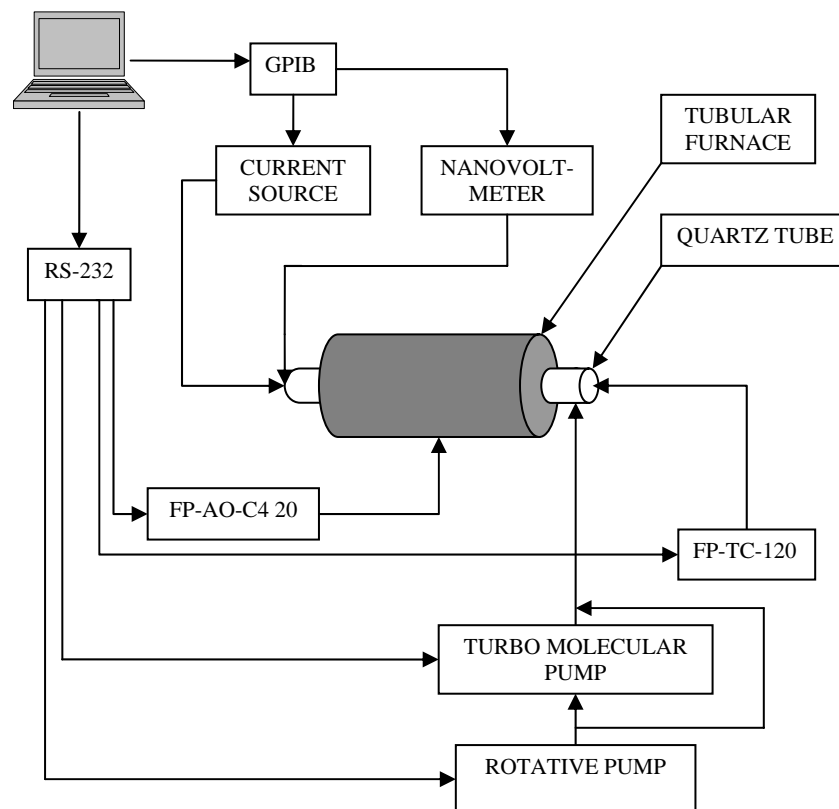 GPIB
TUBULAR
FURNACE
CURRENT
SOURCE
NANOVOLT-
METER
QUARTZ TUBE
RS-232
FP-AO-C4 20
FP-TC-120
TURBO MOLECULAR
PUMP
ROTATIVE PUMP